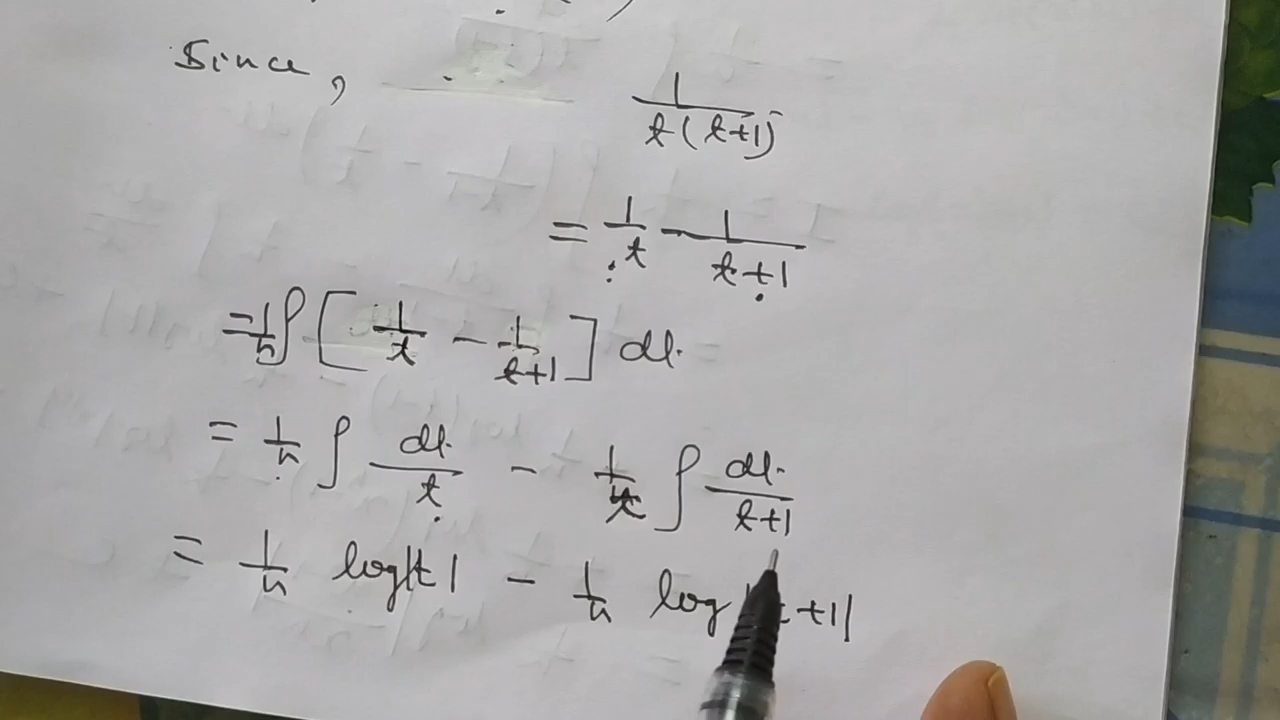 Since,
1/t(t+1)
= 1/t - 1/t+1
= 1/n ∫ [ 1/t - 1/t+1 ] dt.
= 1/n ∫ dt/t - 1/n ∫ dt/t+1
= 1/n log|t| - 1/n log |t+1|